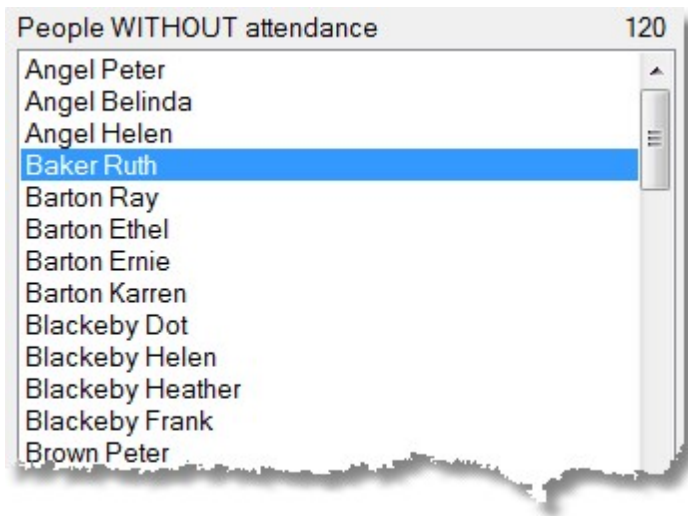 People WITHOUT attendance 120
Angel Peter
Angel Belinda
Angel Helen
Baker Ruth
Barton Ray
Barton Ethel
Barton Ernie
Barton Karren
Blackeby Dot
Blackeby Helen
Blackeby Heather
Blackeby Frank
Brown Peter